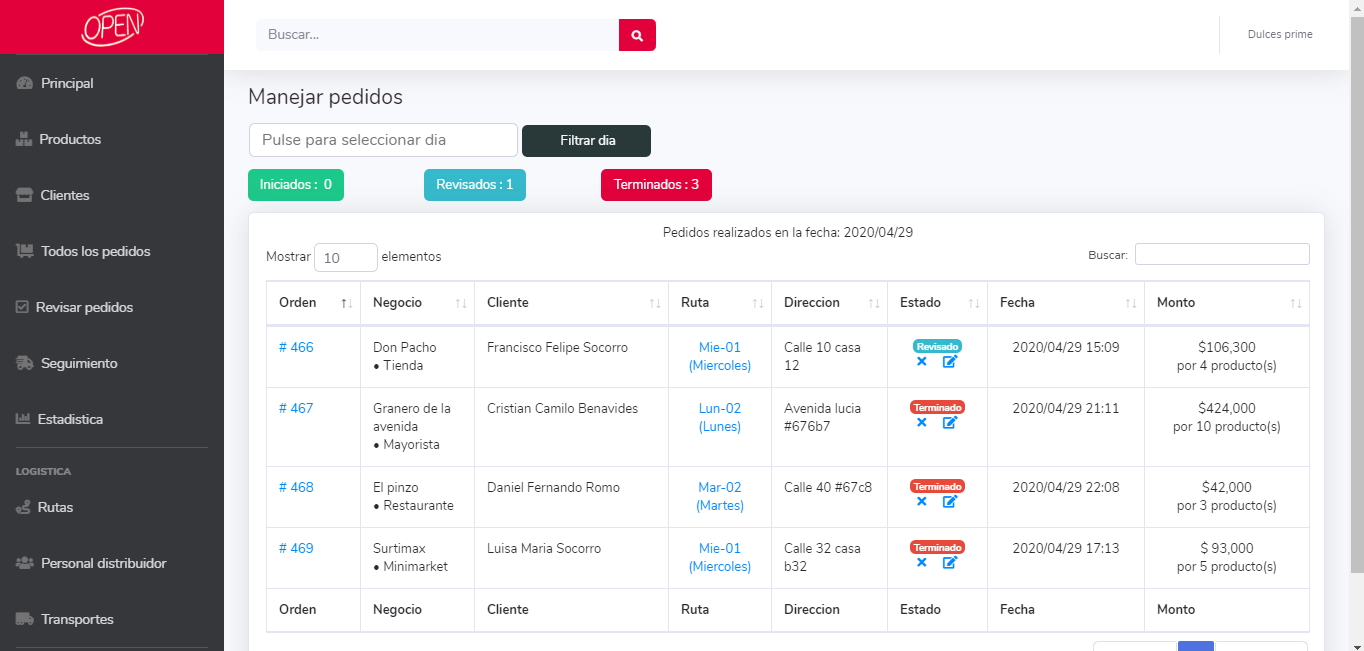 OPEN
Buscar...
Dulces prime
Principal
Productos
Clientes
Todos los pedidos
Revisar pedidos
Seguimiento
Estadistica
LOGISTICA
Rutas
Personal distribuidor
Transportes
Manejar pedidos
Pulse para seleccionar dia
Filtrar dia
Iniciados : 0
Revisados : 1
Terminados : 3
Pedidos realizados en la fecha: 2020/04/29
Mostrar 10 elementos
Buscar:
Orden ↑↓ Negocio ↑↓ Cliente ↑↓ Ruta ↑↓ Direccion ↑↓ Estado ↑↓ Fecha ↑↓ Monto ↑↓
# 466 Don Pacho Francisco Felipe Socorro Mie-01 Calle 10 casa Revisado 2020/04/29 15:09 $106,300
• Tienda (Miercoles) 12 por 4 producto(s)
# 467 Granero de la Cristian Camilo Benavides Lun-02 Avenida lucia Terminado 2020/04/29 21:11 $424,000
avenida (Lunes) #676b7 por 10 producto(s)
• Mayorista
# 468 El pinzo Daniel Fernando Romo Mar-02 Calle 40 #67c8 Terminado 2020/04/29 22:08 $42,000
• Restaurante (Martes) por 3 producto(s)
# 469 Surtimax Luisa Maria Socorro Mie-01 Calle 32 casa Terminado 2020/04/29 17:13 $ 93,000
• Minimarket (Miercoles) b32 por 5 producto(s)
Orden Negocio Cliente Ruta Direccion Estado Fecha Monto